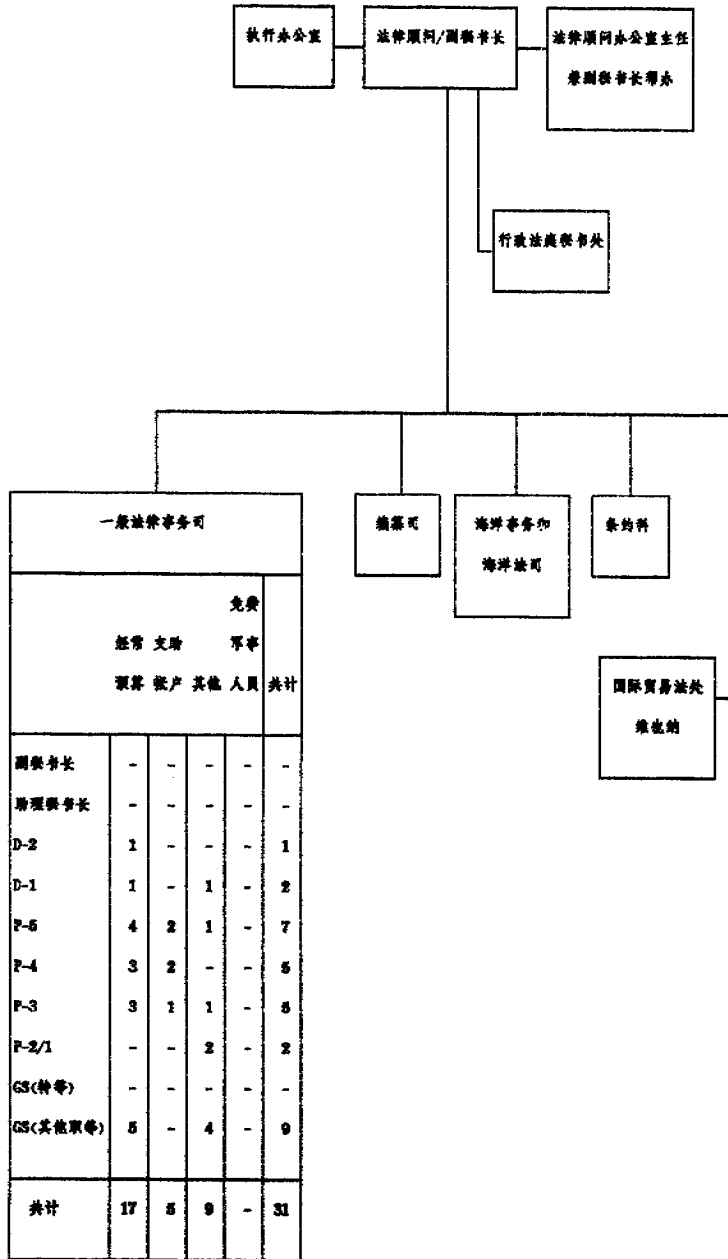 执行办公室
法律顾问/副秘书长
法律顾问办公室主任
兼副秘书长帮办
行政法庭秘书处
一般法律事务司
编纂司
海洋事务和
海洋法司
条约科
国际贸易法处
维也纳
免费
经常 支助 军事
预算 帐户 其他 人员 共计
副秘书长 - - - - -
助理秘书长 - - - - -
D-2 1 - - - 1
D-1 1 - 1 - 2
P-5 4 2 1 - 7
P-4 3 2 - - 5
P-3 3 1 1 - 5
P-2/1 - - 2 - 2
GS(特等) - - - - -
GS(其他职等) 5 - 4 - 9
共计 17 5 9 - 31